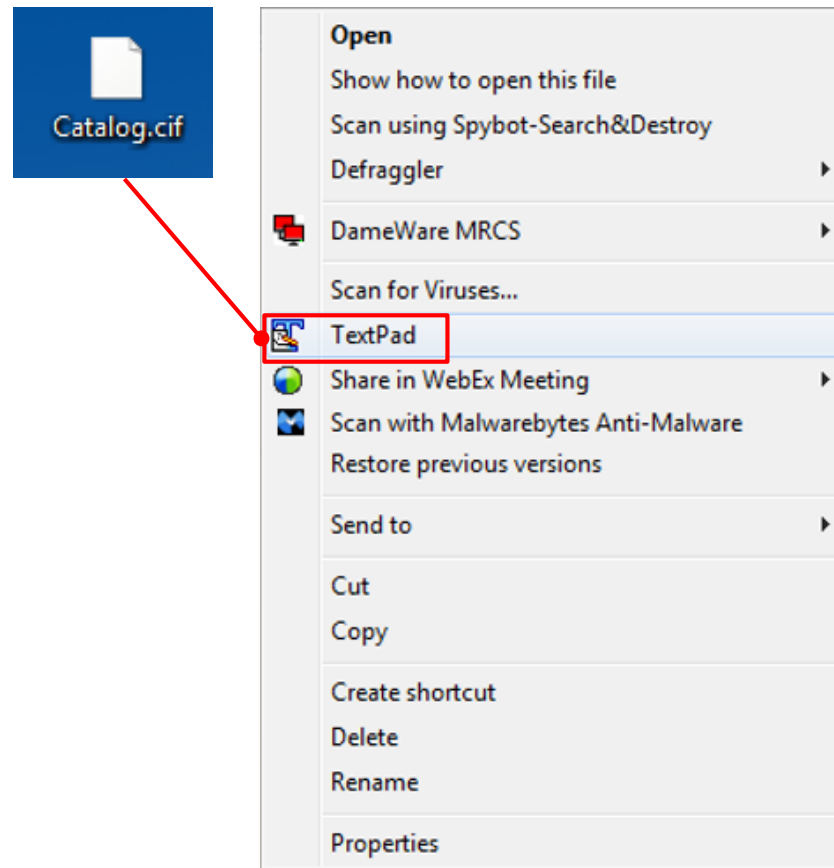 Catalog.cif
Open
Show how to open this file
Scan using Spybot-Search&Destroy
Defraggler
DameWare MRCS
Scan for Viruses...
TextPad
Share in WebEx Meeting
Scan with Malwarebytes Anti-Malware
Restore previous versions
Send to
Cut
Copy
Create shortcut
Delete
Rename
Properties